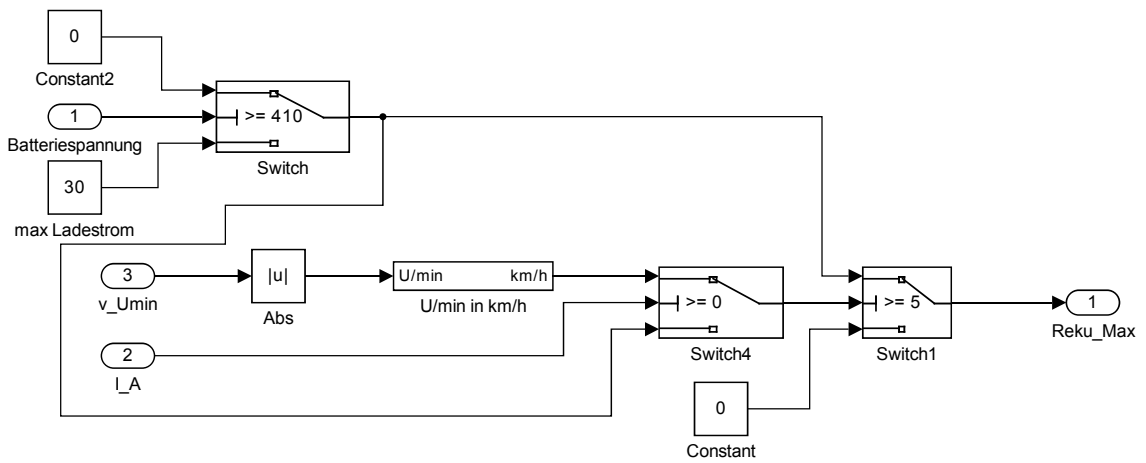 0
Constant2
1
Batteriespannung
>= 410
Switch
30
max Ladestrom
3
v_Umin
|u|
Abs
U/min km/h
U/min in km/h
>= 0
Switch4
>= 5
Switch1
1
Reku_Max
2
I_A
0
Constant